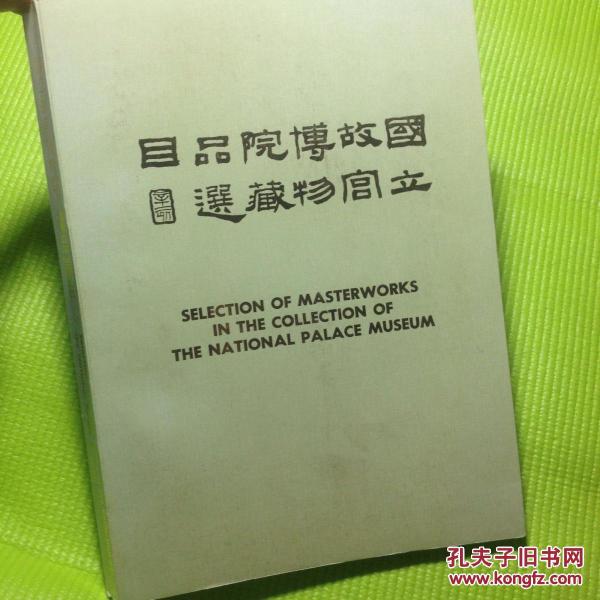 國立
故宮
博物
院藏
品選
目
SELECTION OF MASTERWORKS
IN THE COLLECTION OF
THE NATIONAL PALACE MUSEUM
孔夫子旧书网
www.kongfz.com